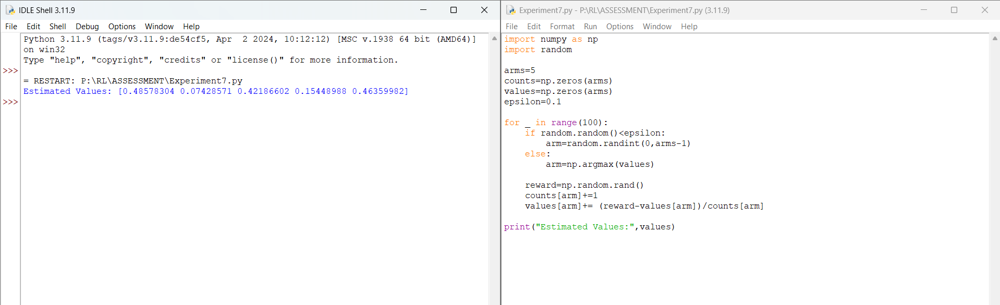 IDLE Shell 3.11.9
File Edit Shell Debug Options Window Help
Python 3.11.9 (tags/v3.11.9:de54cf5, Apr  2 2024, 10:12:12) [MSC v.1938 64 bit (AMD64)]
on win32
Type "help", "copyright", "credits" or "license()" for more information.
>>>
= RESTART: P:\RL\ASSESSMENT\Experiment7.py
Estimated Values: [0.48578304 0.07428571 0.42186602 0.15448988 0.46359982]
>>>
Experiment7.py - P:\RL\ASSESSMENT\Experiment7.py (3.11.9)
File Edit Format Run Options Window Help
import numpy as np
import random
arms=5
counts=np.zeros(arms)
values=np.zeros(arms)
epsilon=0.1
for _ in range(100):
    if random.random()<epsilon:
        arm=random.randint(0,arms-1)
    else:
        arm=np.argmax(values)
    reward=np.random.rand()
    counts[arm]+=1
    values[arm]+= (reward-values[arm])/counts[arm]
print("Estimated Values:",values)